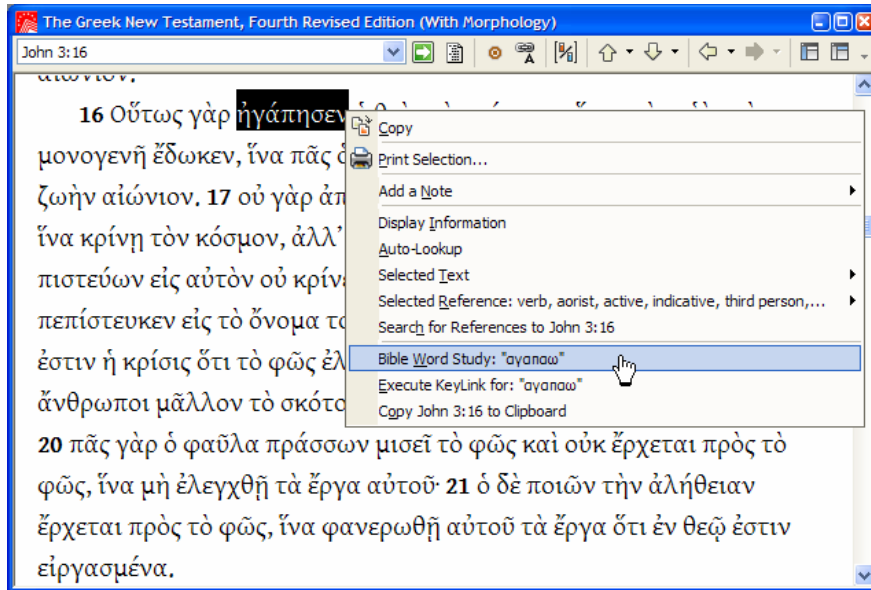 The Greek New Testament, Fourth Revised Edition (With Morphology)
John 3:16
16 Οὕτως γὰρ ἠγάπησεν
μονογενῆ ἔδωκεν, ἵνα πᾶς
ζωὴν αἰώνιον. 17 οὐ γὰρ
ἵνα κρίνῃ τὸν κόσμον, ἀλλ’
πιστεύων εἰς αὐτὸν οὐ
πεπίστευκεν εἰς τὸ ὄνομα
ἐστιν ἡ κρίσις ὅτι τὸ φῶς
ἄνθρωποι μᾶλλον τὸ
20 πᾶς γὰρ ὁ φαῦλα πράσσων μισεῖ τὸ φῶς καὶ οὐκ ἔρχεται πρὸς τὸ
φῶς, ἵνα μὴ ἐλεγχθῇ τὰ ἔργα αὐτοῦ· 21 ὁ δὲ ποιῶν τὴν ἀλήθειαν
ἔρχεται πρὸς τὸ φῶς, ἵνα φανερωθῇ αὐτοῦ τὰ ἔργα ὅτι ἐν θεῷ ἐστιν
εἰργασμένα.
Copy
Print Selection...
Add a Note
Display Information
Auto-Lookup
Selected Text
Selected Reference: verb, aorist, active, indicative, third person,...
Search for References to John 3:16
Bible Word Study: "αγαπαω"
Execute KeyLink for: "αγαπαω"
Copy John 3:16 to Clipboard